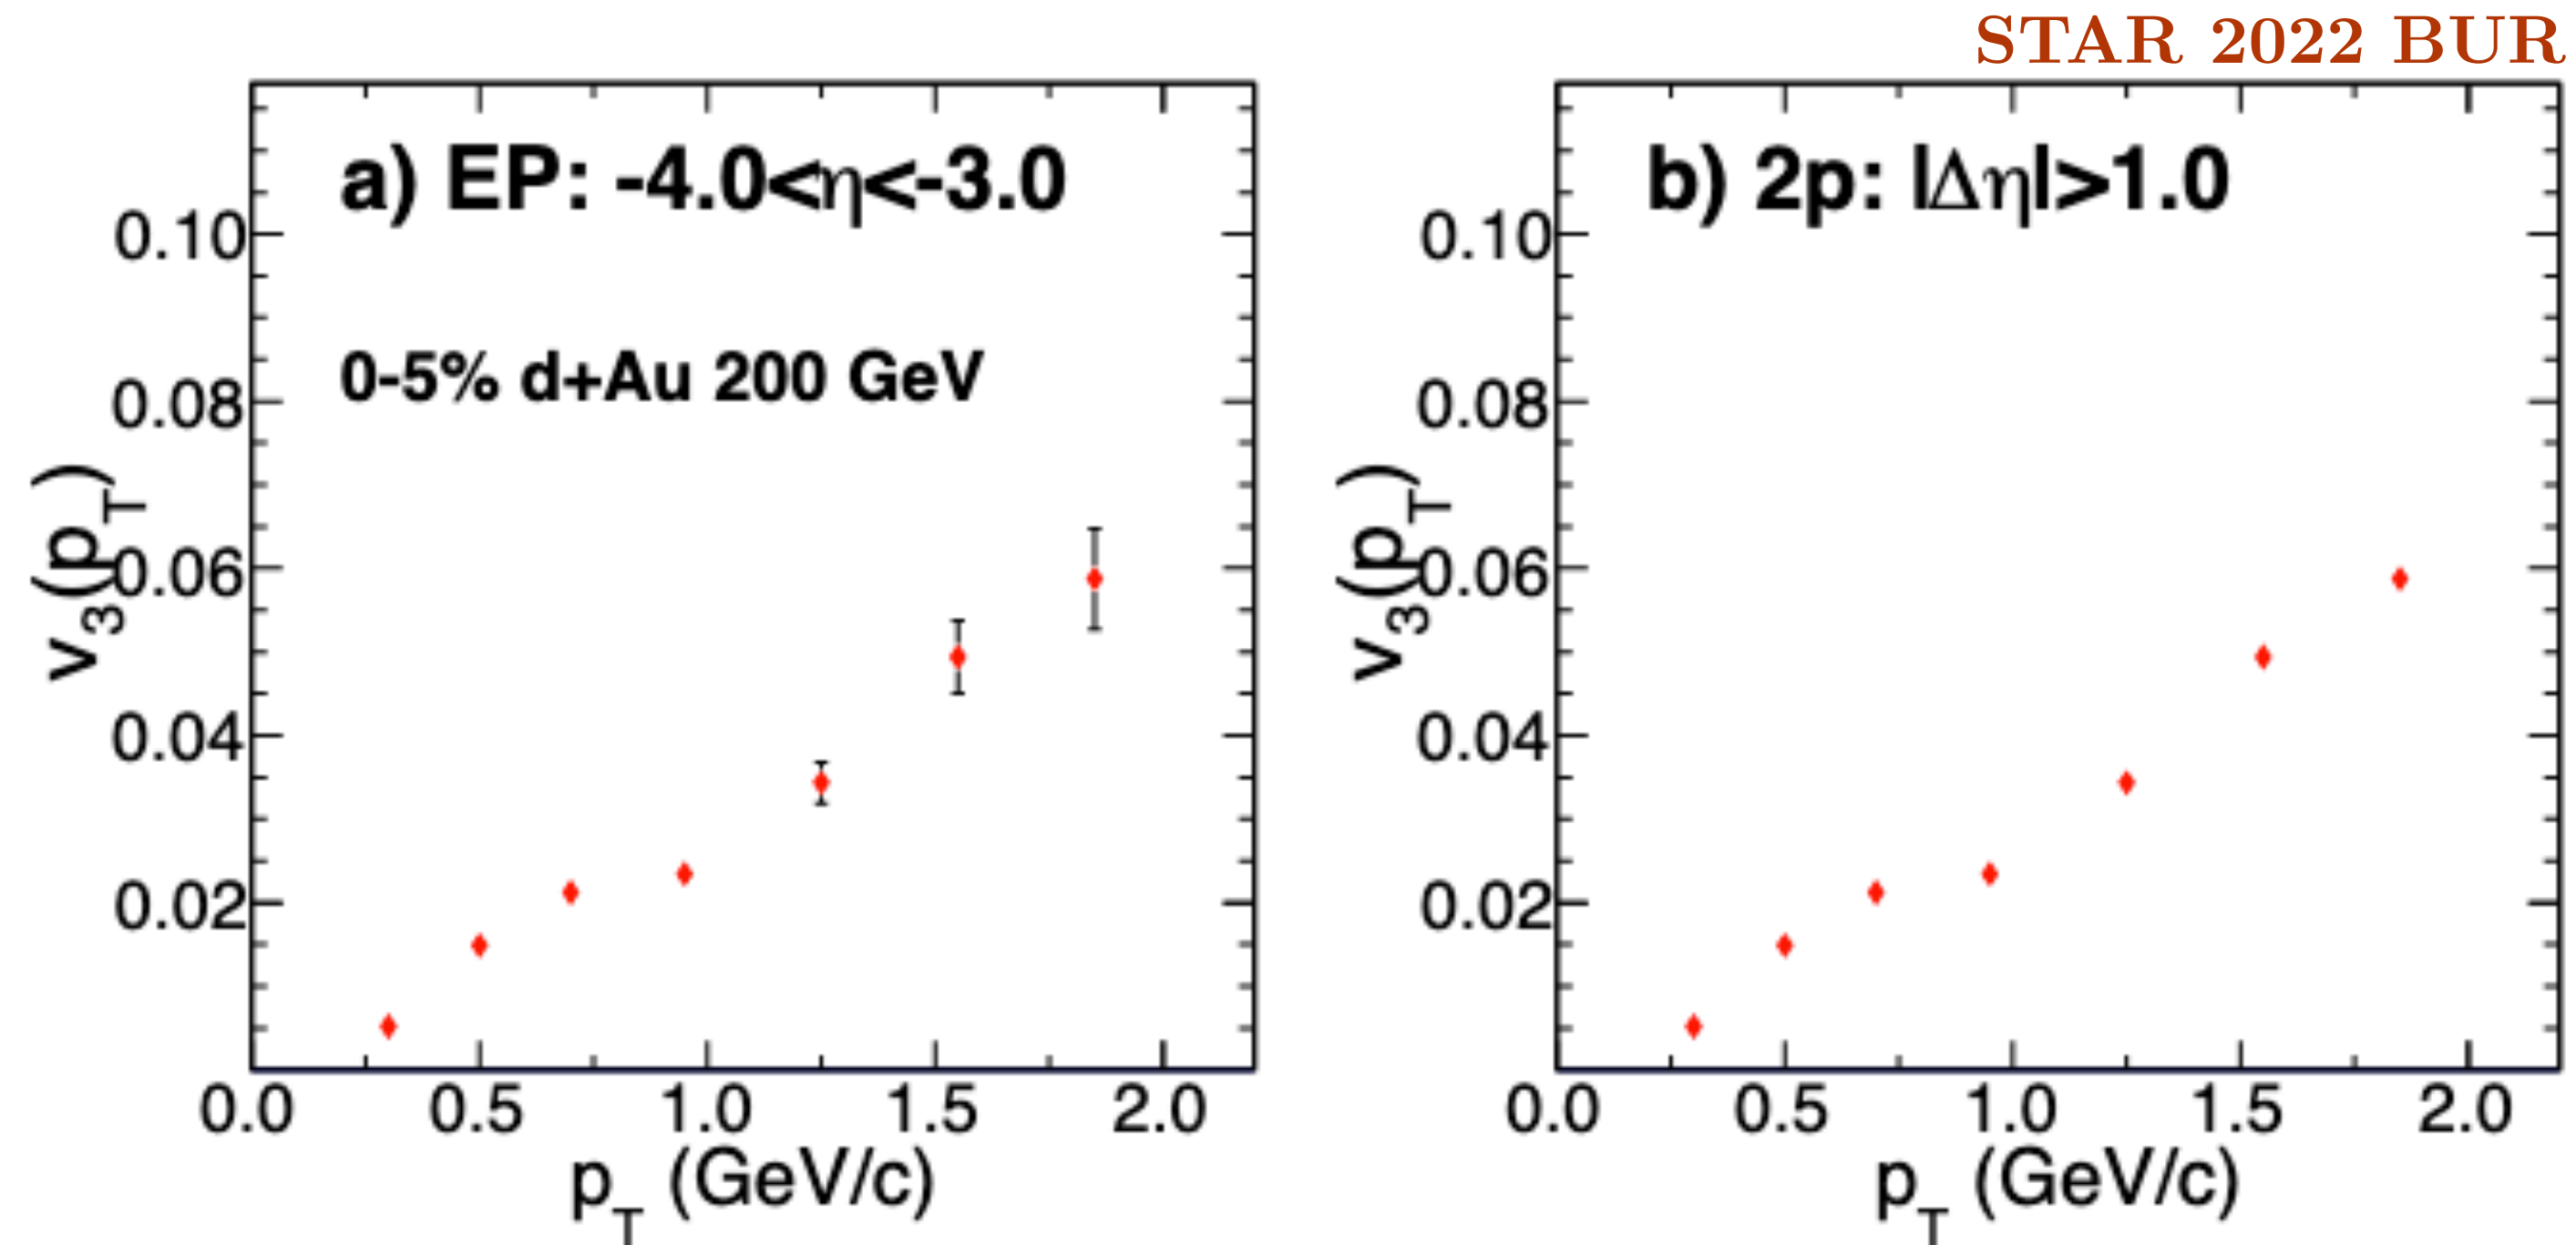 STAR 2022 BUR
a) EP: -4.0<η<-3.0
0-5% d+Au 200 GeV
v3(pT)
0.10
0.08
0.06
0.04
0.02
0.0 0.5 1.0 1.5 2.0
pT (GeV/c)
b) 2p: |Δη|>1.0
v3(pT)
0.10
0.08
0.06
0.04
0.02
0.0 0.5 1.0 1.5 2.0
pT (GeV/c)